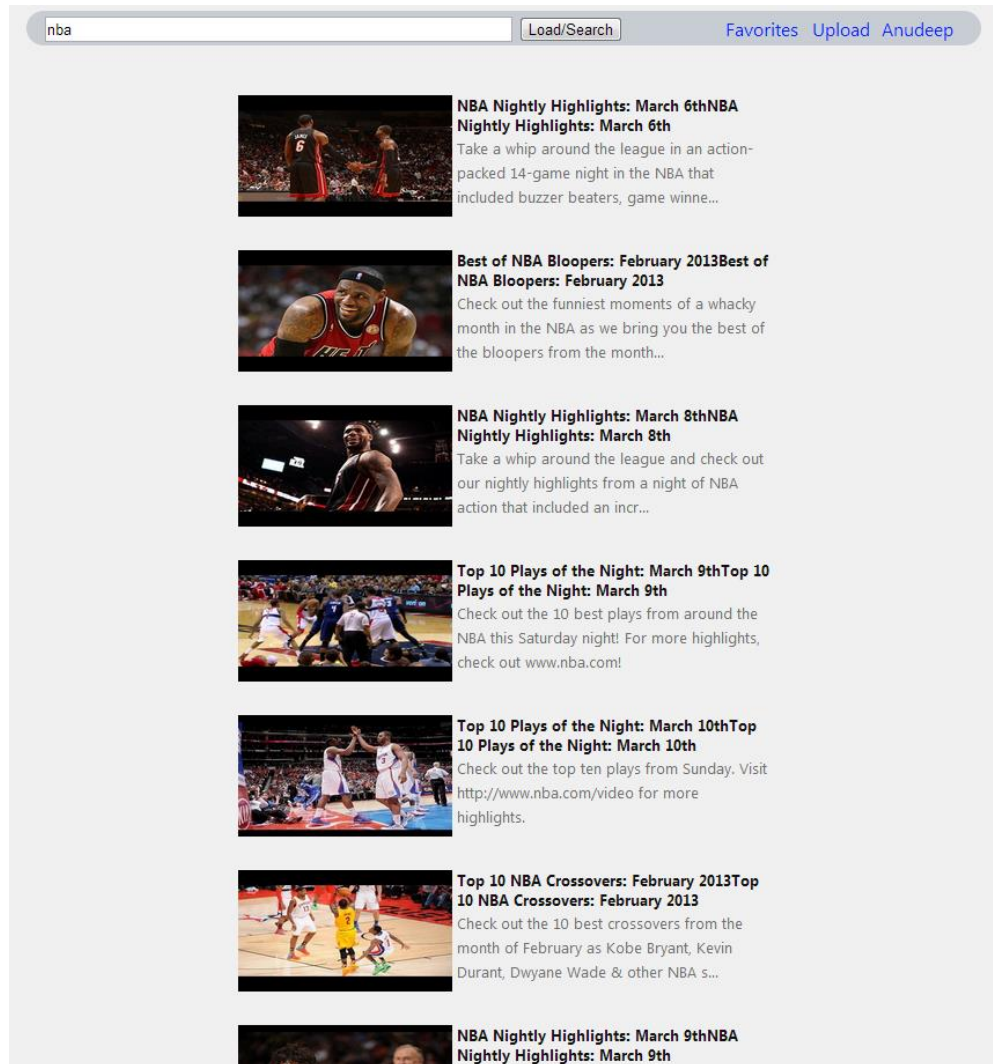 nba
Load/Search
Favorites Upload Anudeep
NBA Nightly Highlights: March 6thNBA
Nightly Highlights: March 6th
Take a whip around the league in an action-
packed 14-game night in the NBA that
included buzzer beaters, game winne...
Best of NBA Bloopers: February 2013Best of
NBA Bloopers: February 2013
Check out the funniest moments of a whacky
month in the NBA as we bring you the best of
the bloopers from the month...
NBA Nightly Highlights: March 8thNBA
Nightly Highlights: March 8th
Take a whip around the league and check out
our nightly highlights from a night of NBA
action that included an incr...
Top 10 Plays of the Night: March 9thTop 10
Plays of the Night: March 9th
Check out the 10 best plays from around the
NBA this Saturday night! For more highlights,
check out www.nba.com!
Top 10 Plays of the Night: March 10thTop
10 Plays of the Night: March 10th
Check out the top ten plays from Sunday. Visit
http://www.nba.com/video for more
highlights.
Top 10 NBA Crossovers: February 2013Top
10 NBA Crossovers: February 2013
Check out the 10 best crossovers from the
month of February as Kobe Bryant, Kevin
Durant, Dwyane Wade & other NBA s...
NBA Nightly Highlights: March 9thNBA
Nightly Highlights: March 9th